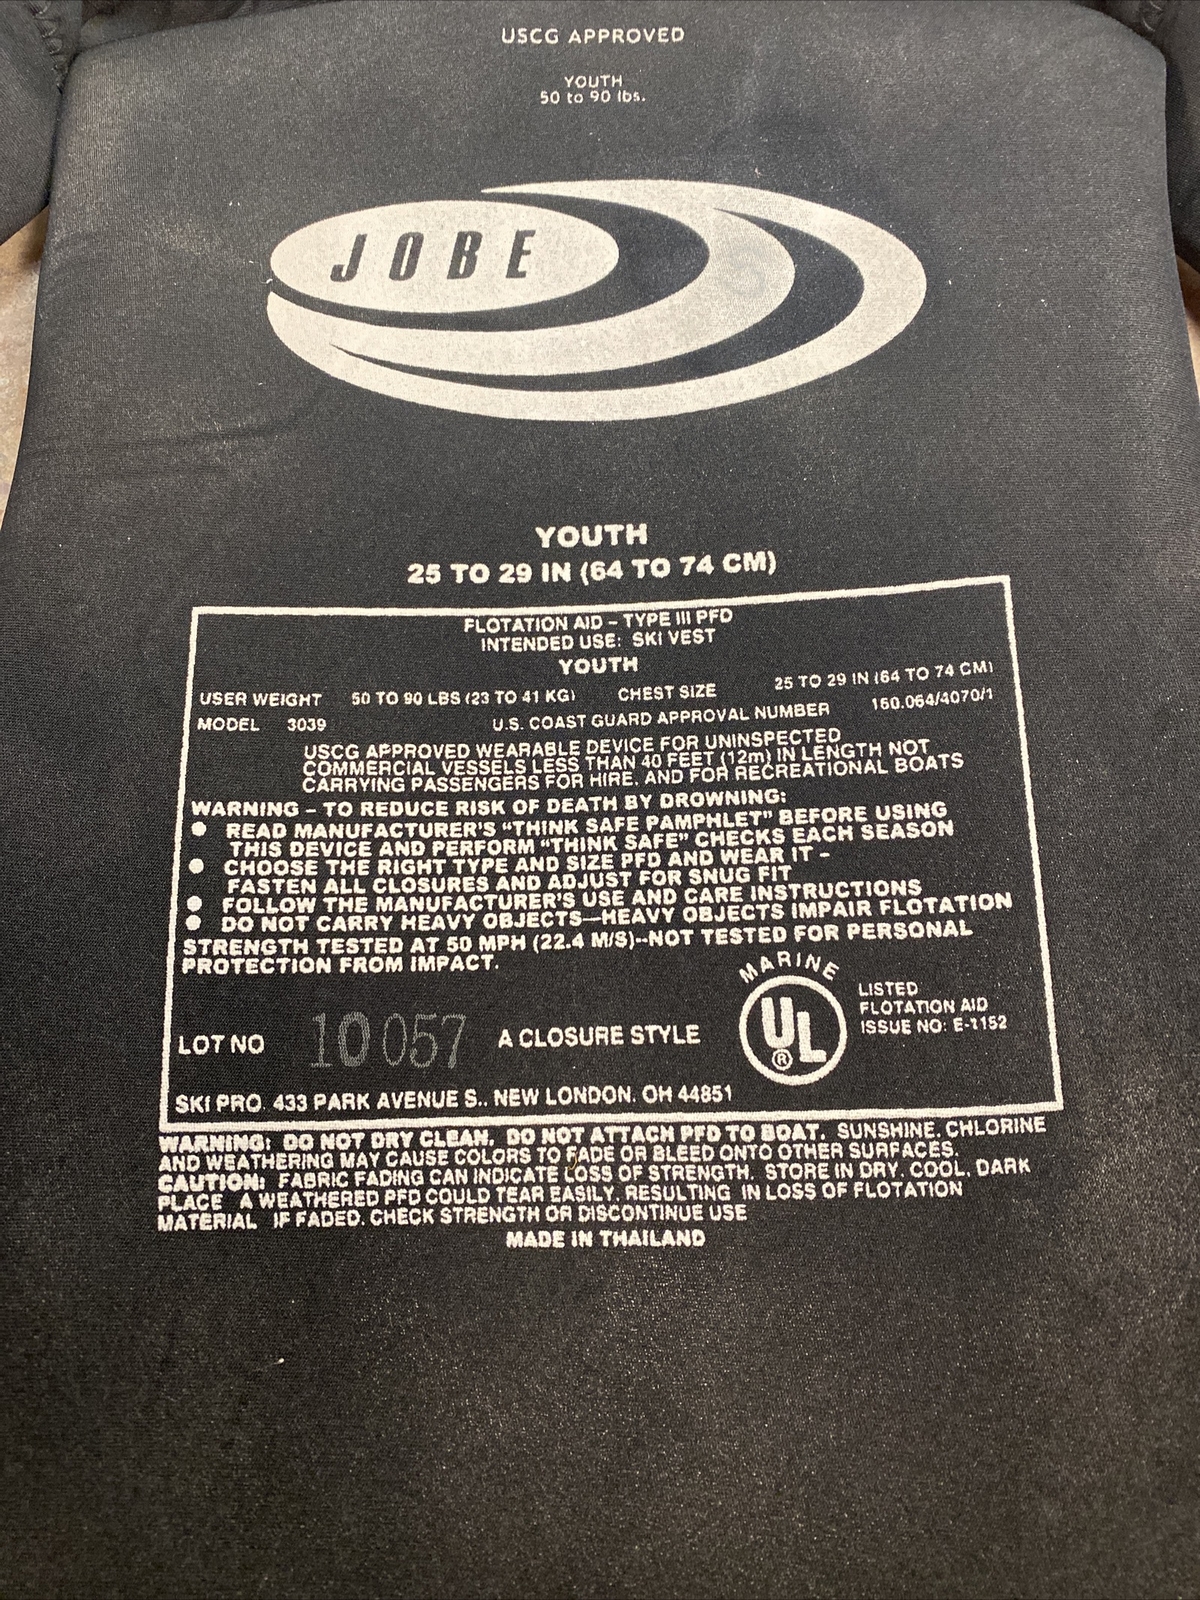 USCG APPROVED
YOUTH
50 to 90 lbs.
JOBE
YOUTH
25 TO 29 IN (64 TO 74 CM)
FLOTATION AID - TYPE III PFD
INTENDED USE: SKI VEST
YOUTH
USER WEIGHT 50 TO 90 LBS (23 TO 41 KG) CHEST SIZE 25 TO 29 IN (64 TO 74 CM)
MODEL 3039 U.S. COAST GUARD APPROVAL NUMBER 160.064/4070/1
USCG APPROVED WEARABLE DEVICE FOR UNINSPECTED
COMMERCIAL VESSELS LESS THAN 40 FEET (12m) IN LENGTH NOT
CARRYING PASSENGERS FOR HIRE, AND FOR RECREATIONAL BOATS
WARNING - TO REDUCE RISK OF DEATH BY DROWNING:
● READ MANUFACTURER'S "THINK SAFE PAMPHLET" BEFORE USING
THIS DEVICE AND PERFORM "THINK SAFE" CHECKS EACH SEASON
● CHOOSE THE RIGHT TYPE AND SIZE PFD AND WEAR IT -
FASTEN ALL CLOSURES AND ADJUST FOR SNUG FIT
● FOLLOW THE MANUFACTURER'S USE AND CARE INSTRUCTIONS
● DO NOT CARRY HEAVY OBJECTS—HEAVY OBJECTS IMPAIR FLOTATION
STRENGTH TESTED AT 50 MPH (22.4 M/S)--NOT TESTED FOR PERSONAL
PROTECTION FROM IMPACT.
MARINE
UL ®
LISTED
FLOTATION AID
ISSUE NO: E-1152
LOT NO 10057 A CLOSURE STYLE
SKI PRO. 433 PARK AVENUE S.. NEW LONDON. OH 44851
WARNING: DO NOT DRY CLEAN. DO NOT ATTACH PFD TO BOAT. SUNSHINE, CHLORINE
AND WEATHERING MAY CAUSE COLORS TO FADE OR BLEED ONTO OTHER SURFACES.
CAUTION: FABRIC FADING CAN INDICATE LOSS OF STRENGTH. STORE IN DRY, COOL, DARK
PLACE A WEATHERED PFD COULD TEAR EASILY, RESULTING IN LOSS OF FLOTATION
MATERIAL IF FADED, CHECK STRENGTH OR DISCONTINUE USE
MADE IN THAILAND